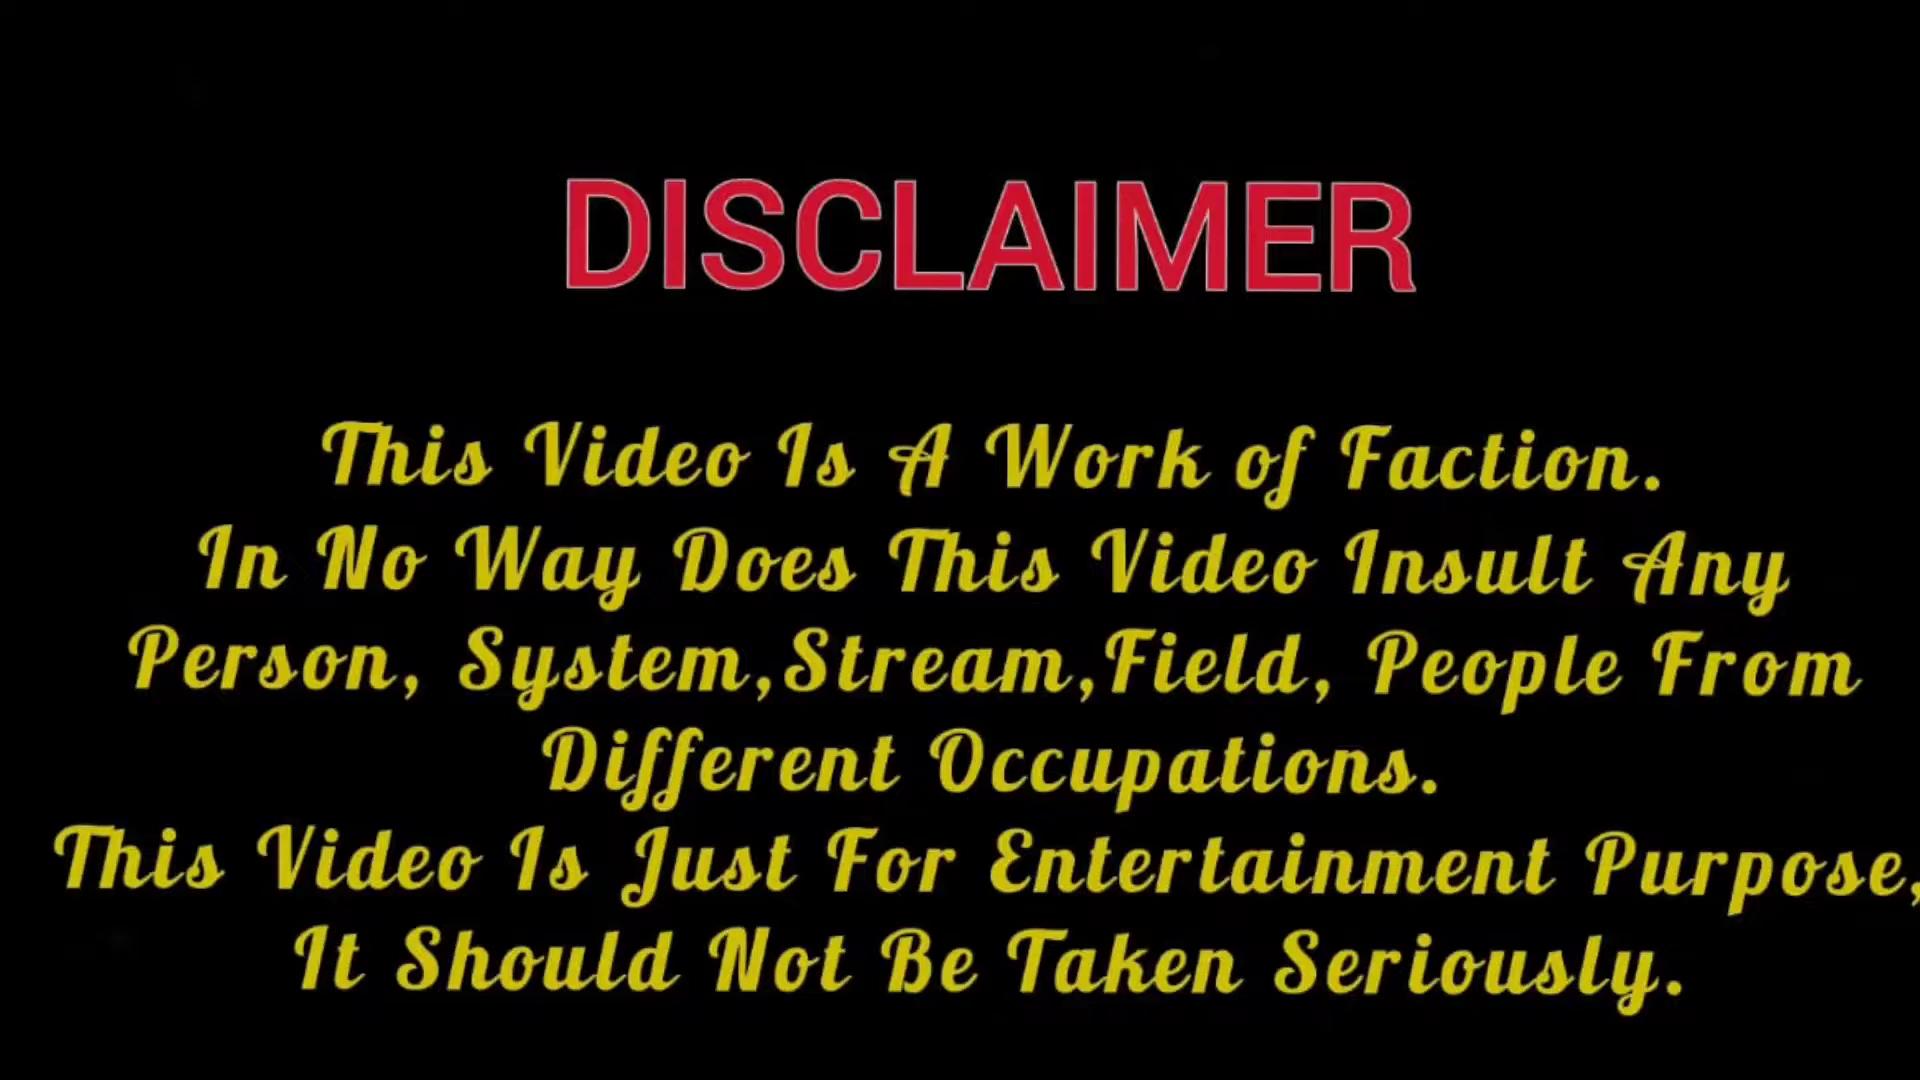 DISCLAIMER
This Video Is A Work of Faction.
In No Way Does This Video Insult Any
Person, System,Stream,Field, People From
Different Occupations.
This Video Is Just For Entertainment Purpose,
It Should Not Be Taken Seriously.